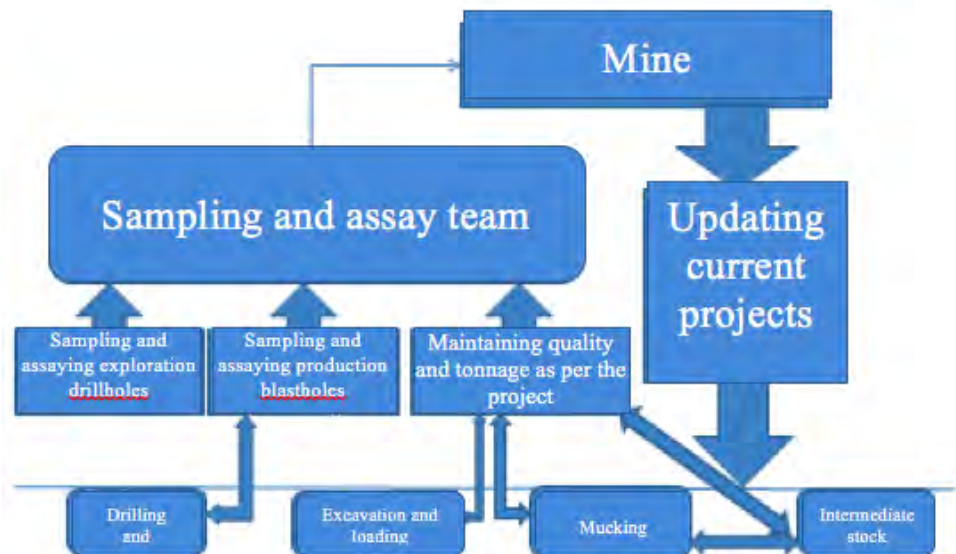 Mine
Sampling and assay team
Updating
current
projects
Sampling and
assaying exploration
drillholes
Sampling and
assaying production
blastholes
Maintaining quality
and tonnage as per the
project
Drilling
and
Excavation and
loading
Mucking
Intermediate
stock